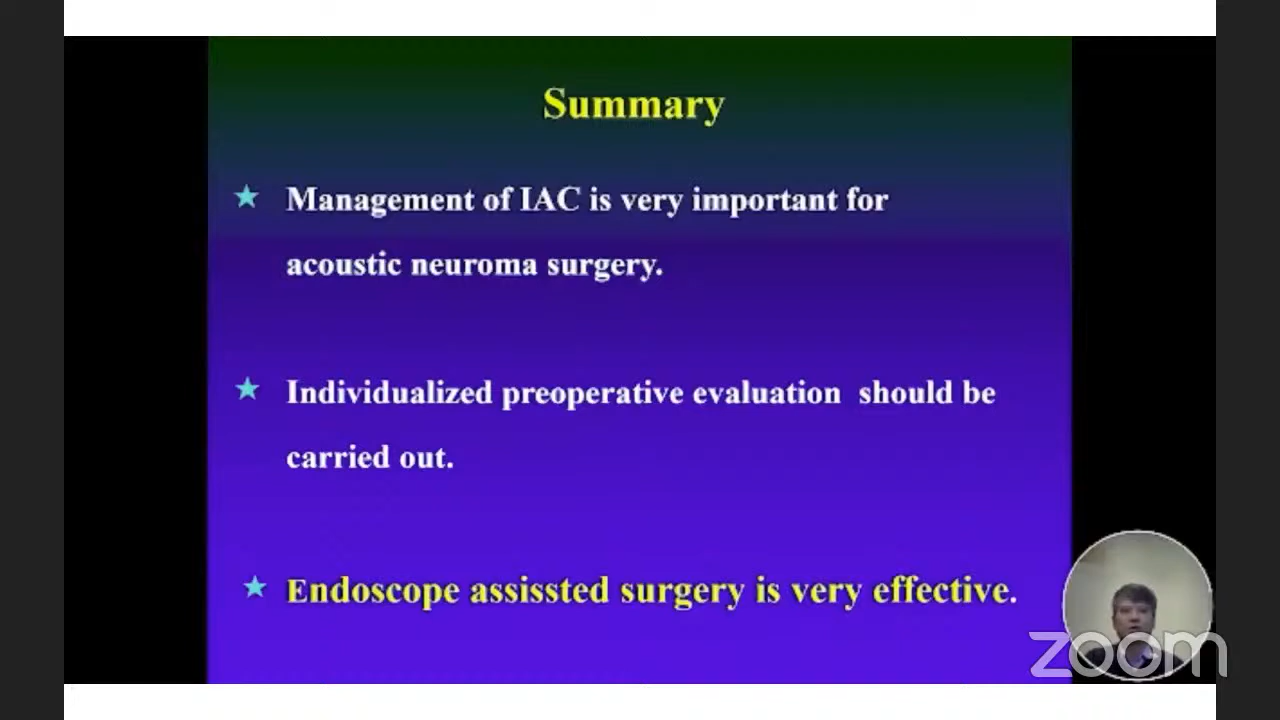 Summary
★ Management of IAC is very important for
acoustic neuroma surgery.
★ Individualized preoperative evaluation should be
carried out.
★ Endoscope assissted surgery is very effective.
zoom